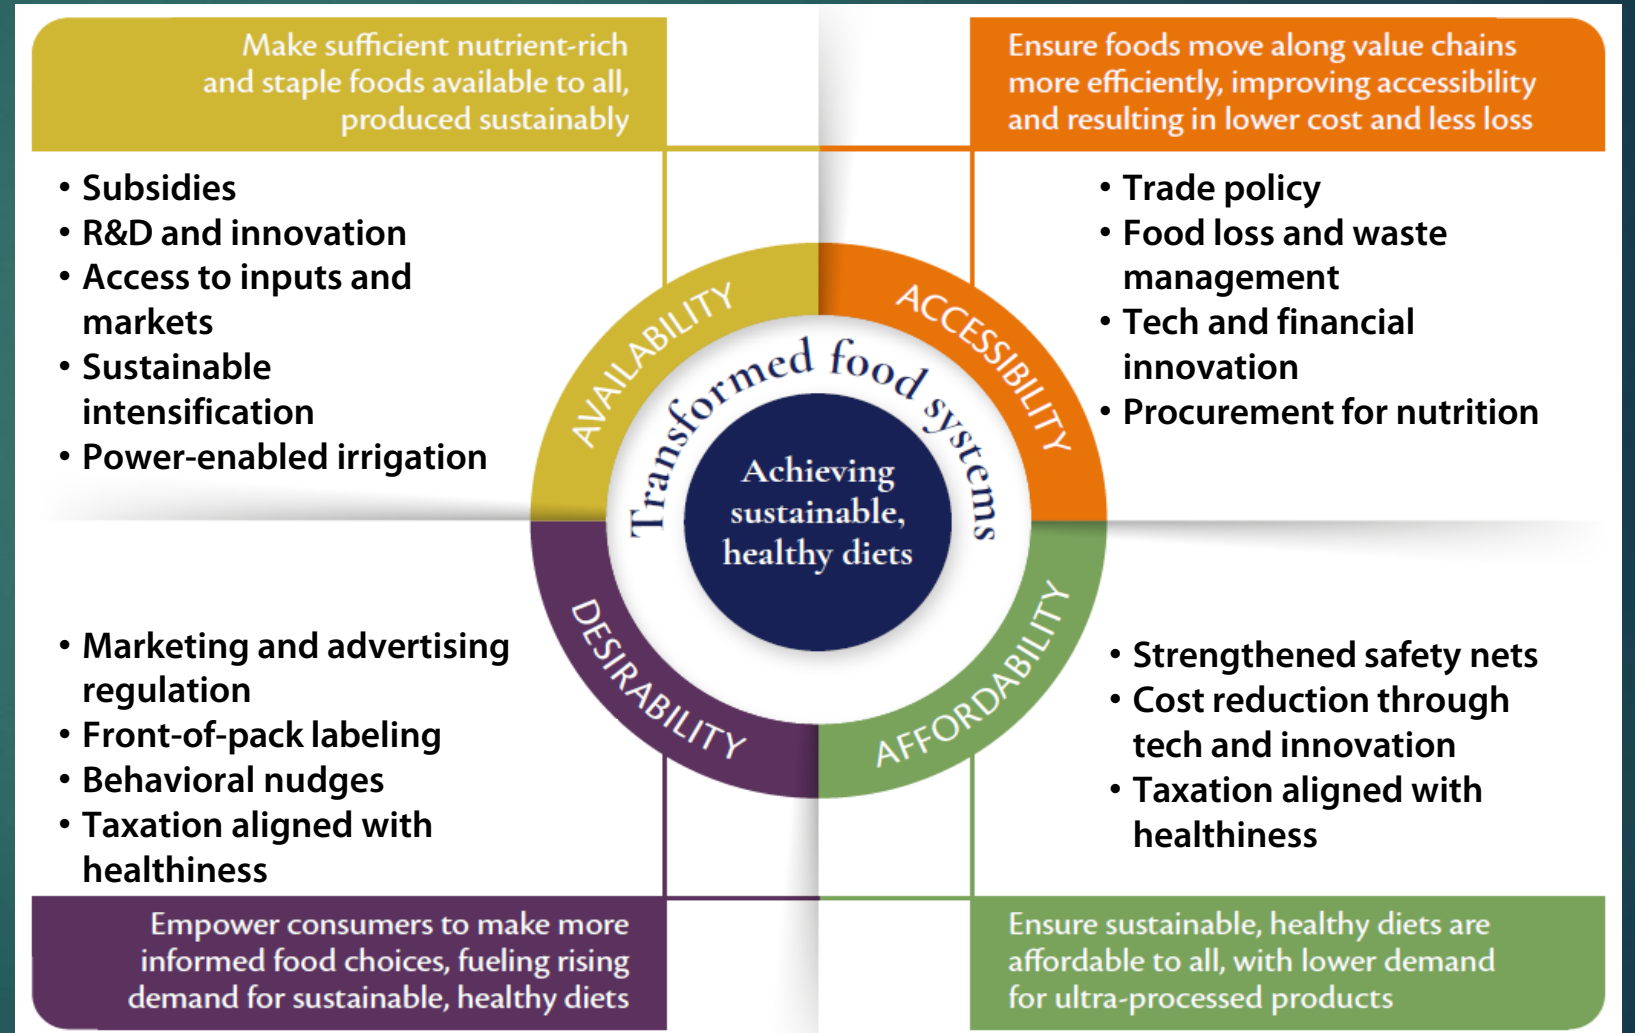 Make sufficient nutrient-rich
and staple foods available to all,
produced sustainably
• Subsidies
• R&D and innovation
• Access to inputs and
markets
• Sustainable
intensification
• Power-enabled irrigation
Ensure foods move along value chains
more efficiently, improving accessibility
and resulting in lower cost and less loss
• Trade policy
• Food loss and waste
management
• Tech and financial
innovation
• Procurement for nutrition
AVAILABILITY
ACCESSIBILITY
Transformed food systems
Achieving
sustainable,
healthy diets
DESIRABILITY
AFFORDABILITY
• Marketing and advertising
regulation
• Front-of-pack labeling
• Behavioral nudges
• Taxation aligned with
healthiness
Empower consumers to make more
informed food choices, fueling rising
demand for sustainable, healthy diets
• Strengthened safety nets
• Cost reduction through
tech and innovation
• Taxation aligned with
healthiness
Ensure sustainable, healthy diets are
affordable to all, with lower demand
for ultra-processed products